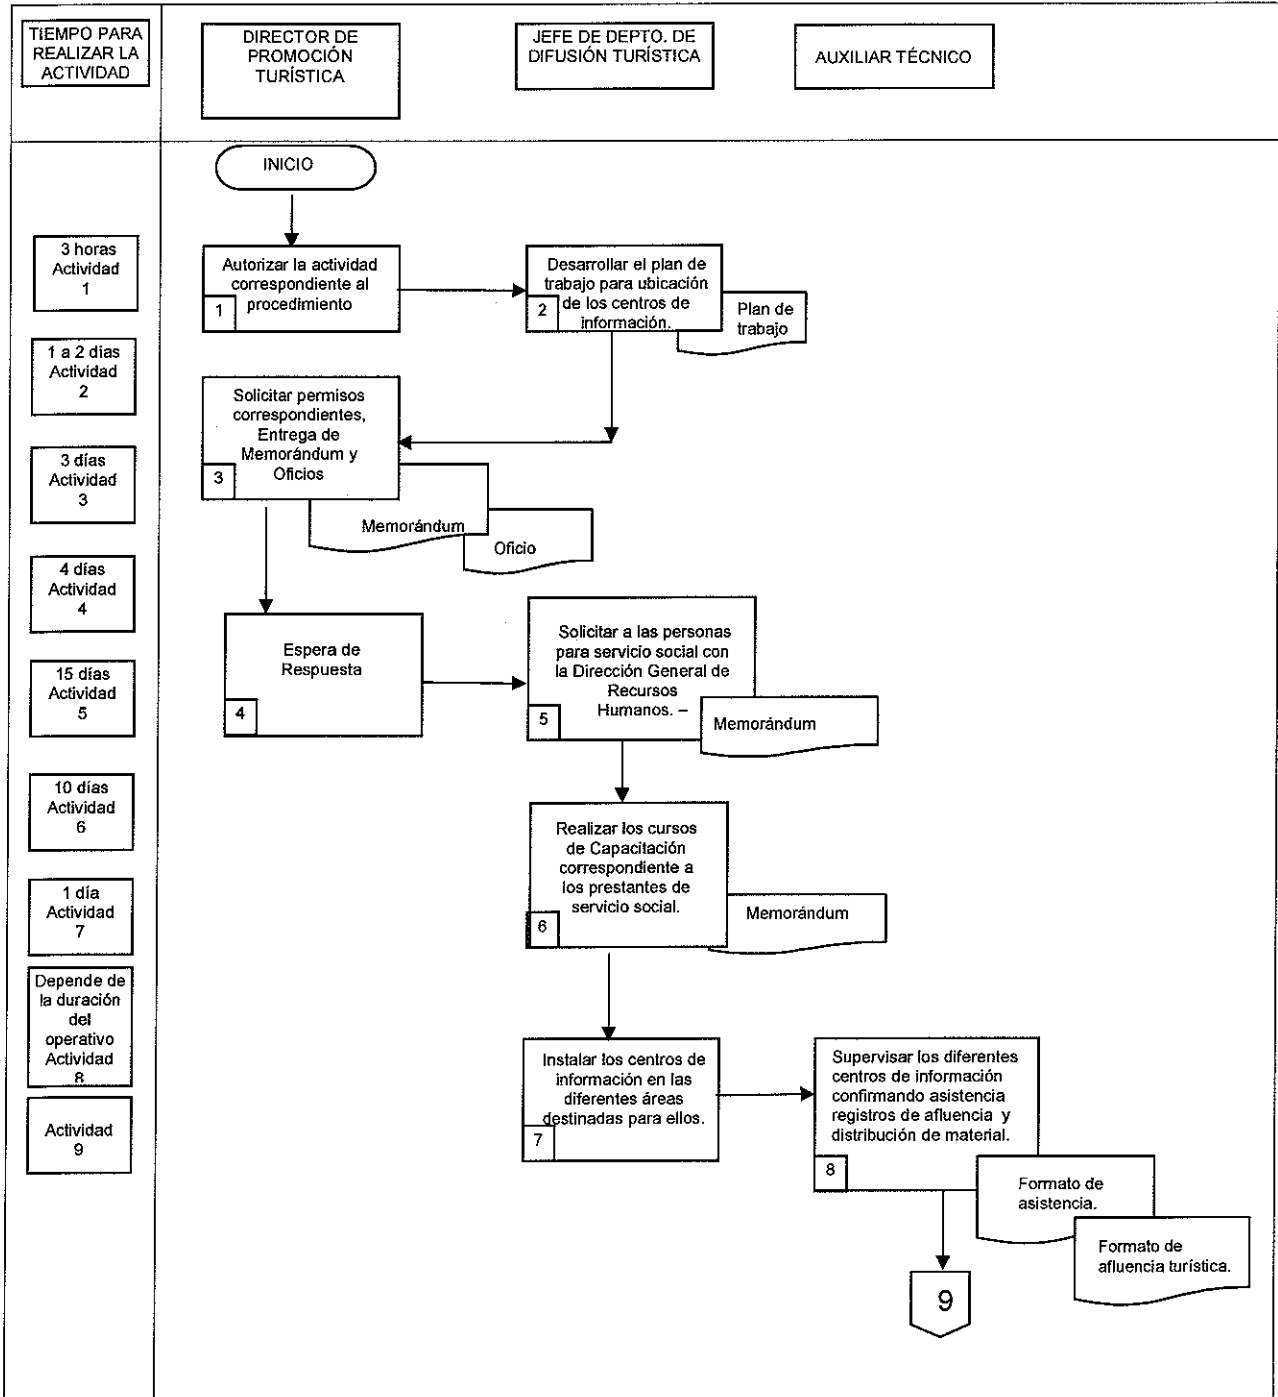 TIEMPO PARA
REALIZAR LA
ACTIVIDAD
DIRECTOR DE
PROMOCIÓN
TURÍSTICA
JEFE DE DEPTO. DE
DIFUSIÓN TURÍSTICA
AUXILIAR TÉCNICO
INICIO
3 horas
Actividad
1
Autorizar la actividad
correspondiente al
procedimiento
1
Desarrollar el plan de
trabajo para ubicación
de los centros de
información.
2
Plan de
trabajo
1 a 2 días
Actividad
2
Solicitar permisos
correspondientes,
Entrega de
Memorándum y
Oficios
3
Memorándum
Oficio
3 días
Actividad
3
4 días
Actividad
4
Espera de
Respuesta
4
Solicitar a las personas
para servicio social con
la Dirección General de
Recursos
Humanos. –
5
Memorándum
15 días
Actividad
5
10 días
Actividad
6
Realizar los cursos
de Capacitación
correspondiente a
los prestantes de
servicio social.
6
Memorándum
1 día
Actividad
7
Depende de
la duración
del
operativo
Actividad
8
Instalar los centros de
información en las
diferentes áreas
destinadas para ellos.
7
Supervisar los diferentes
centros de información
confirmando asistencia
registros de afluencia y
distribución de material.
8
Actividad
9
Formato de
asistencia.
Formato de
afluencia turística.
9